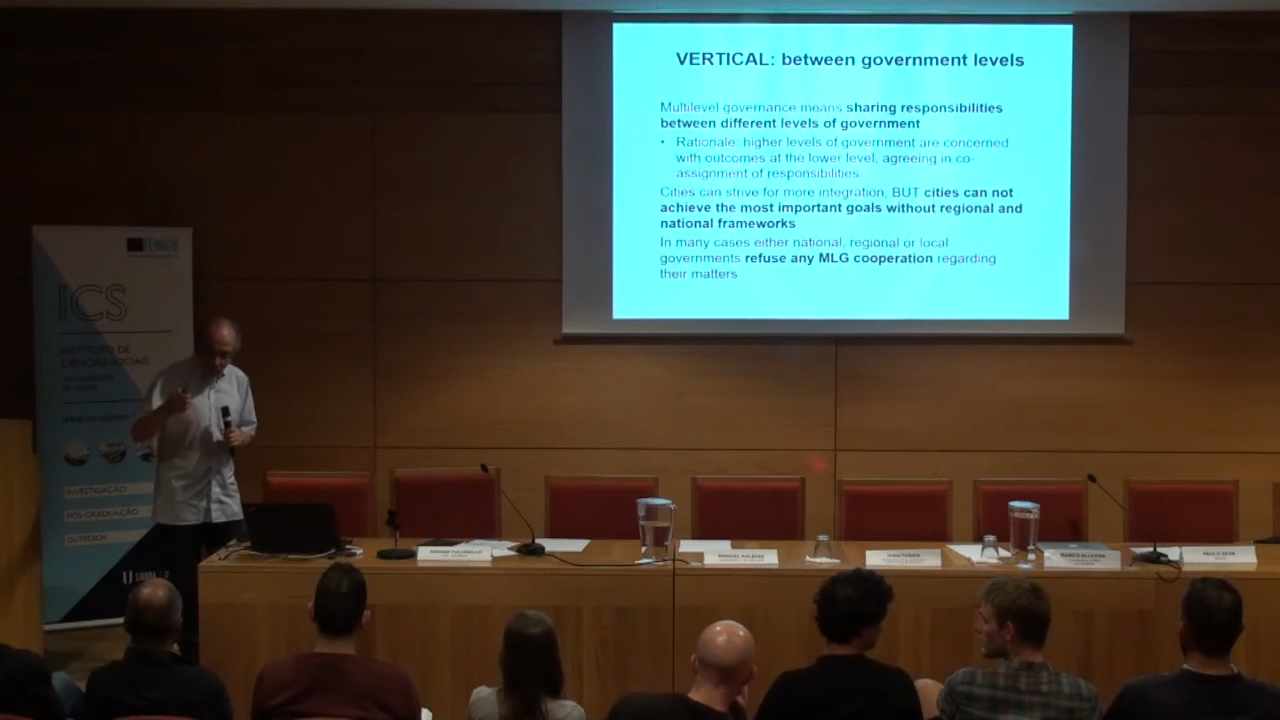 VERTICAL: between government levels
Multilevel governance means sharing responsibilities
between different levels of government
• Rationale: higher levels of government are concerned
with outcomes at the lower level, agreeing in co-
assignment of responsibilities
Cities can strive for more integration, BUT cities can not
achieve the most important goals without regional and
national frameworks
In many cases either national, regional or local
governments refuse any MLG cooperation regarding
their matters
ICS
INSTITUTO DE
CIÊNCIAS SOCIAIS
INVESTIGAÇÃO
PÓS-GRADUAÇÃO
OUTREACH
MARCO ALLEGRA
PAULO SILVA